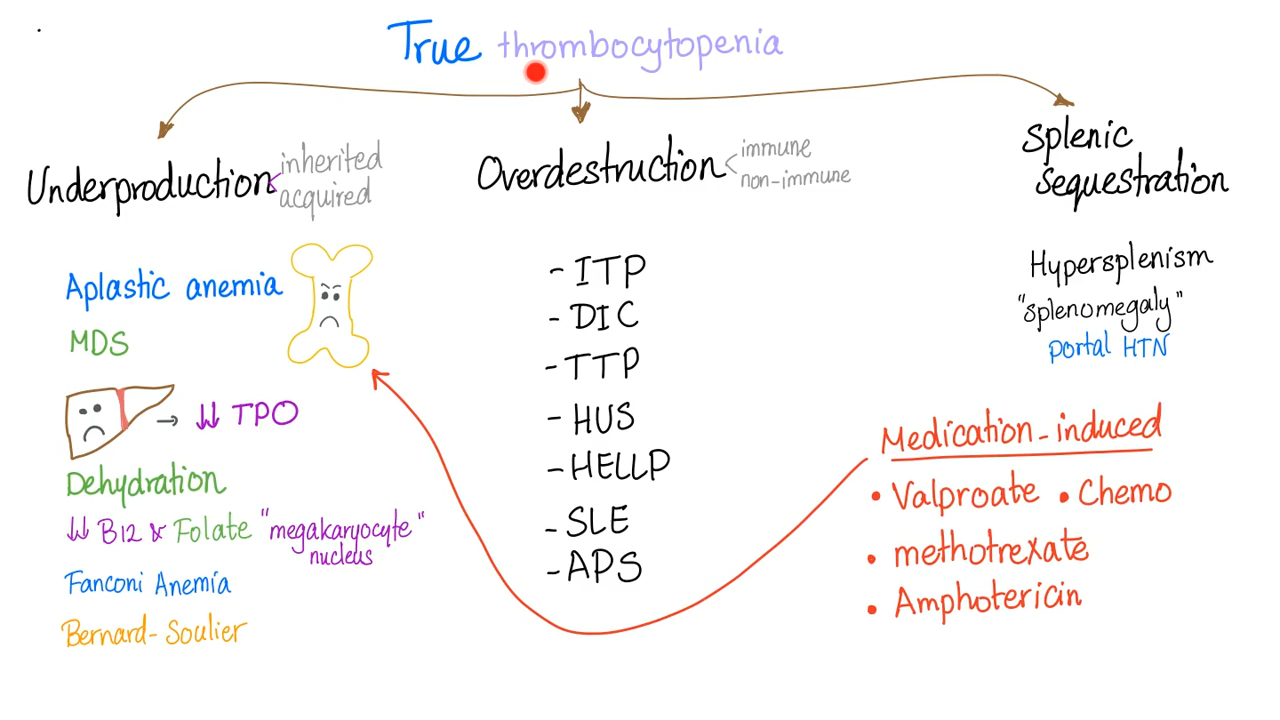 True thrombocytopenia
Underproduction
inherited
acquired
Aplastic anemia
MDS
→ ↓↓ TPO
Dehydration
↓↓ B12 & Folate "megakaryocyte"
nucleus
Fanconi Anemia
Bernard-Soulier
Overdestruction
immune
non-immune
- ITP
- DIC
- TTP
- HUS
- HELLP
- SLE
- APS
Splenic
sequestration
Hypersplenism
"splenomegaly"
portal HTN
Medication-induced
• Valproate • Chemo
• methotrexate
• Amphotericin